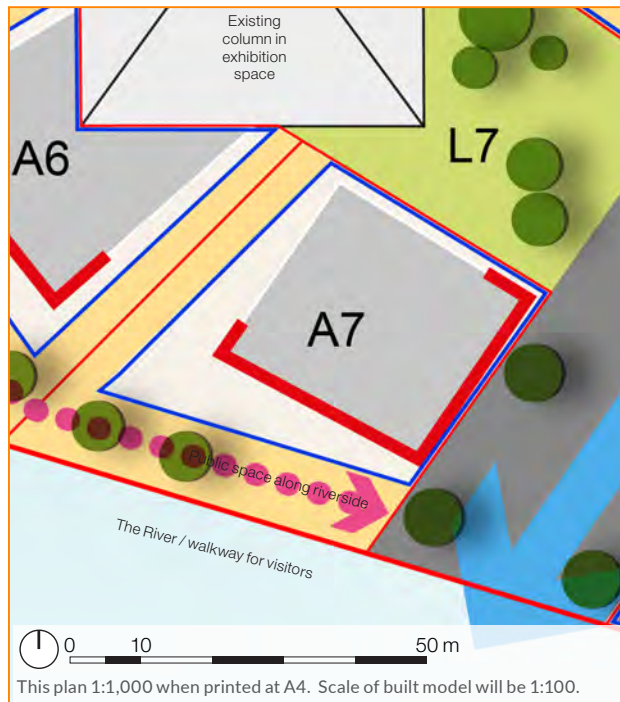 Existing
column in
exhibition
space
A6
L7
A7
Public space along riverside
The River / walkway for visitors
0 10 50 m
This plan 1:1,000 when printed at A4. Scale of built model will be 1:100.